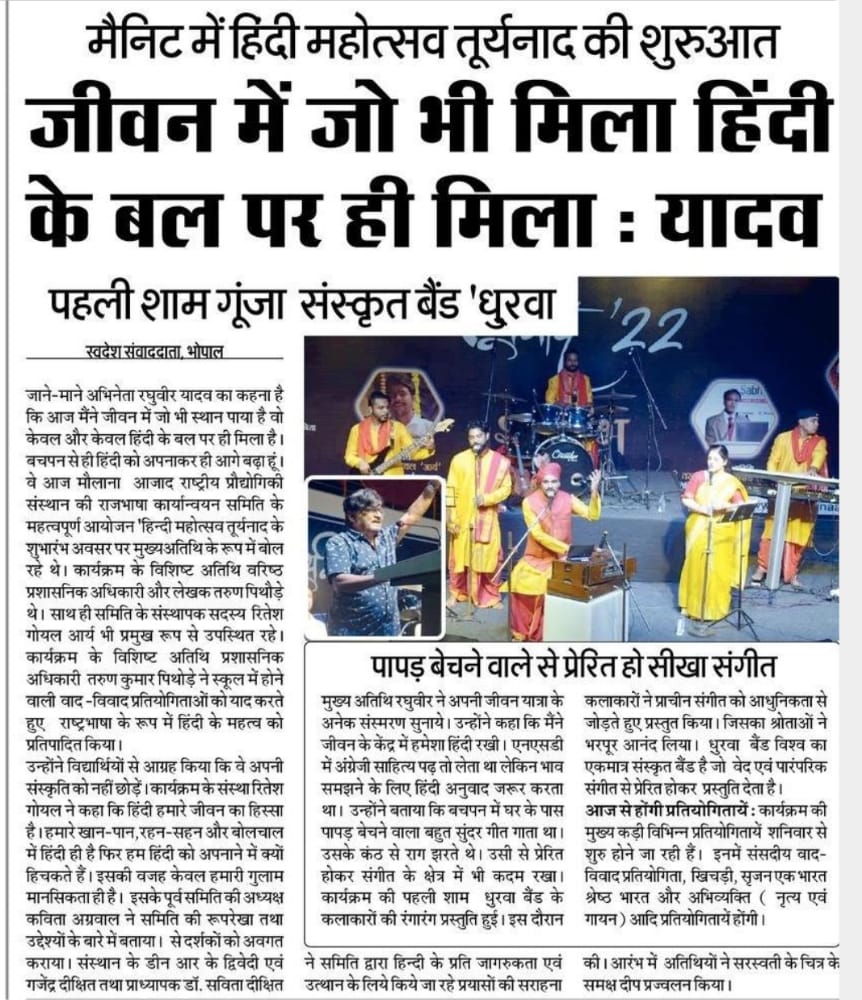 मैनिट में हिंदी महोत्सव तूर्यनाद की शुरुआत
जीवन में जो भी मिला हिंदी
के बल पर ही मिला : यादव
पहली शाम गूंजा संस्कृत बैंड 'धुरवा
स्वदेश संवाददाता, भोपाल
जाने-माने अभिनेता रघुवीर यादव का कहना है
कि आज मैंने जीवन में जो भी स्थान पाया है वो
केवल और केवल हिंदी के बल पर ही मिला है।
बचपन से ही हिंदी को अपनाकर ही आगे बढ़ा हूं।
वे आज मौलाना आजाद राष्ट्रीय प्रौद्योगिकी
संस्थान की राजभाषा कार्यान्वयन समिति के
महत्वपूर्ण आयोजन 'हिन्दी महोत्सव तूर्यनाद के
शुभारंभ अवसर पर मुख्यअतिथि के रूप में बोल
रहे थे। कार्यक्रम के विशिष्ट अतिथि वरिष्ठ
प्रशासनिक अधिकारी और लेखक तरुण पिथौड़े
थे। साथ ही समिति के संस्थापक सदस्य रितेश
गोयल आर्य भी प्रमुख रूप से उपस्थित रहे।
कार्यक्रम के विशिष्ट अतिथि प्रशासनिक
अधिकारी तरुण कुमार पिथोड़े ने स्कूल में होने
वाली वाद -विवाद प्रतियोगिताओं को याद करते
हुए राष्ट्रभाषा के रूप में हिंदी के महत्व को
प्रतिपादित किया।
उन्होंने विद्यार्थियों से आग्रह किया कि वे अपनी
संस्कृति को नहीं छोड़ें। कार्यक्रम के संस्था रितेश
गोयल ने कहा कि हिंदी हमारे जीवन का हिस्सा
है। हमारे खान-पान,रहन-सहन और बोलचाल
में हिंदी ही है फिर हम हिंदी को अपनाने में क्यों
हिचकते हैं। इसकी वजह केवल हमारी गुलाम
मानसिकता ही है। इसके पूर्व समिति की अध्यक्ष
कविता अग्रवाल ने समिति की रूपरेखा तथा
उद्देश्यों के बारे में बताया। से दर्शकों को अवगत
कराया। संस्थान के डीन आर के द्विवेदी एवं
गजेंद्र दीक्षित तथा प्राध्यापक डॉ. सविता दीक्षित
'22
Sabh
पापड़ बेचने वाले से प्रेरित हो सीखा संगीत
मुख्य अतिथि रघुवीर ने अपनी जीवन यात्रा के
अनेक संस्मरण सुनाये। उन्होंने कहा कि मैंने
जीवन के केंद्र में हमेशा हिंदी रखी। एनएसडी
में अंग्रेजी साहित्य पढ़ तो लेता था लेकिन भाव
समझने के लिए हिंदी अनुवाद जरूर करता
था। उन्होंने बताया कि बचपन में घर के पास
पापड़ बेचने वाला बहुत सुंदर गीत गाता था।
उसके कंठ से राग झरते थे। उसी से प्रेरित
होकर संगीत के क्षेत्र में भी कदम रखा।
कार्यक्रम की पहली शाम धुरवा बैंड के
कलाकारों की रंगारंग प्रस्तुति हुई। इस दौरान
कलाकारों ने प्राचीन संगीत को आधुनिकता से
जोड़ते हुए प्रस्तुत किया। जिसका श्रोताओं ने
भरपूर आनंद लिया। धुरवा बैंड विश्व का
एकमात्र संस्कृत बैंड है जो वेद एवं पारंपरिक
संगीत से प्रेरित होकर प्रस्तुति देता है।
आज से होंगी प्रतियोगितायें : कार्यक्रम की
मुख्य कड़ी विभिन्न प्रतियोगितायें शनिवार से
शुरु होने जा रही हैं। इनमें संसदीय वाद-
विवाद प्रतियोगिता, खिचड़ी, सृजन एक भारत
श्रेष्ठ भारत और अभिव्यक्ति ( नृत्य एवं
गायन ) आदि प्रतियोगितायें होंगी।
ने समिति द्वारा हिन्दी के प्रति जागरुकता एवं
उत्थान के लिये किये जा रहे प्रयासों की सराहना
की। आरंभ में अतिथियों ने सरस्वती के चित्र के
समक्ष दीप प्रज्वलन किया।